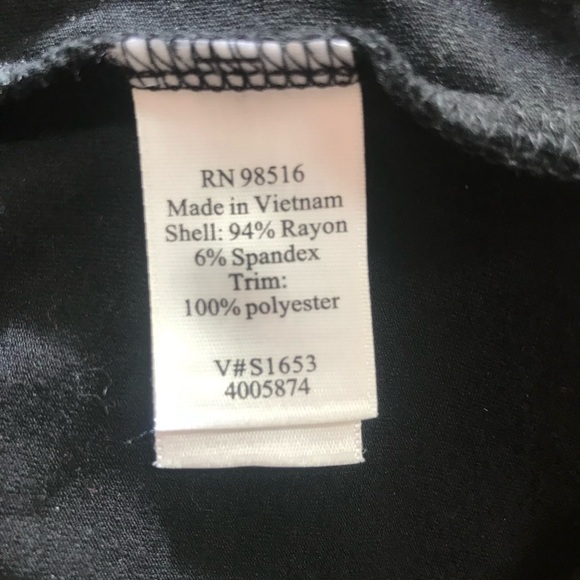 RN 98516
Made in Vietnam
Shell: 94% Rayon
6% Spandex
Trim:
100% polyester
V#S1653
4005874